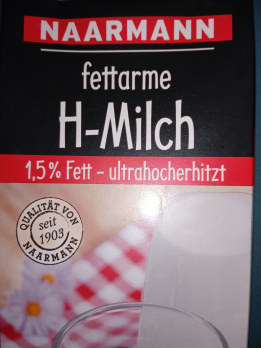 NAARMANN
fettarme
H-Milch
1,5% Fett - ultrahocherhitzt
QUALITÄT VON
seit
1903
NAARMANN